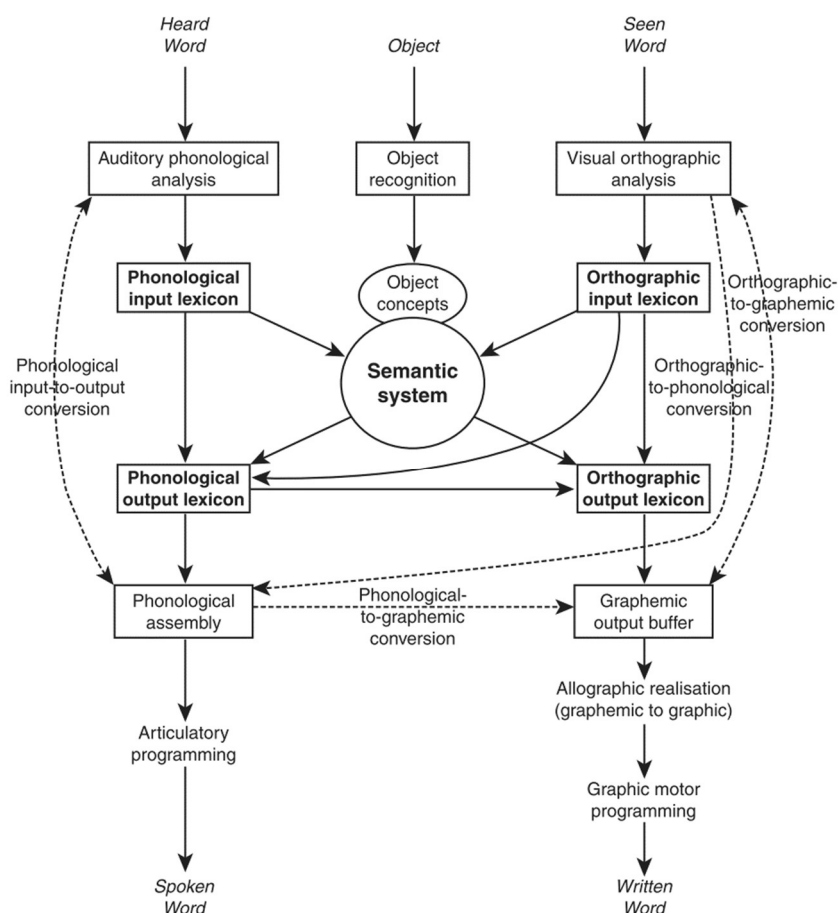 Heard
Word
Object
Seen
Word
Auditory phonological
analysis
Object
recognition
Visual orthographic
analysis
Phonological
input lexicon
Object
concepts
Orthographic
input lexicon
Orthographic-
to-graphemic
conversion
Phonological
input-to-output
conversion
Semantic
system
Orthographic-
to-phonological
conversion
Phonological
output lexicon
Orthographic
output lexicon
Phonological
assembly
Phonological-
to-graphemic
conversion
Graphemic
output buffer
Allographic realisation
(graphemic to graphic)
Articulatory
programming
Graphic motor
programming
Spoken
Word
Written
Word